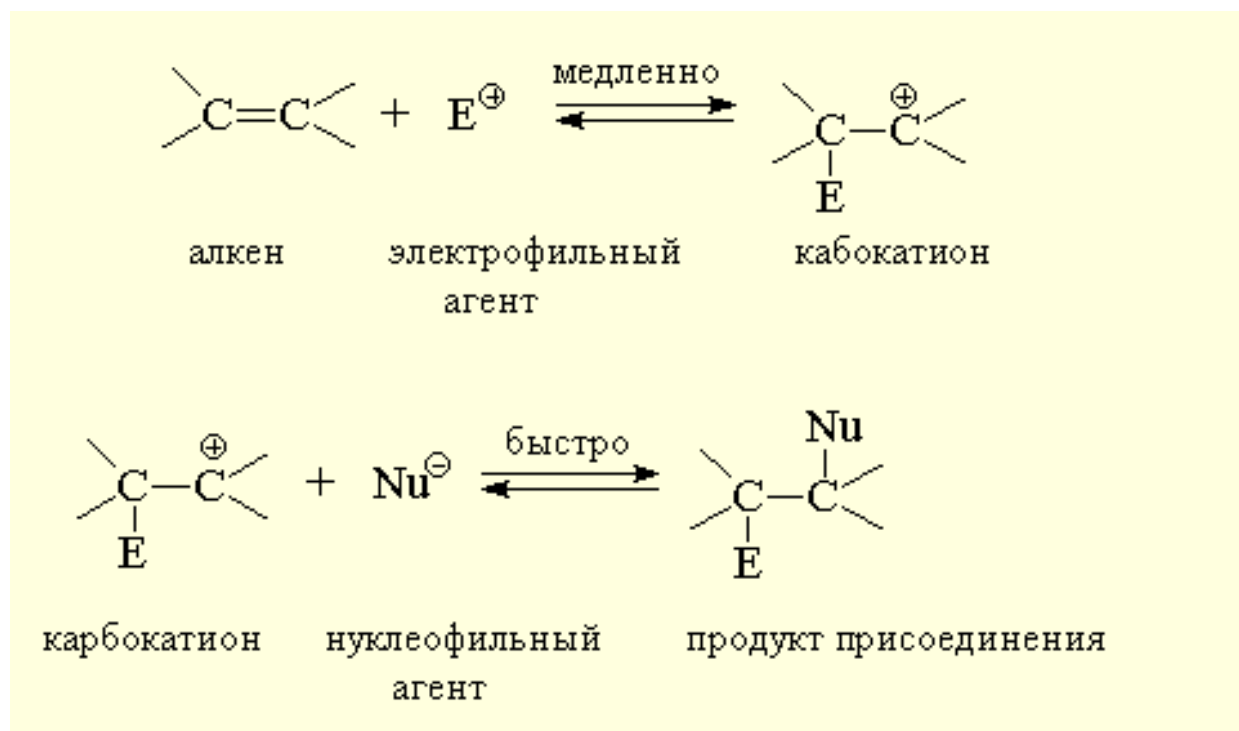 медленно
C=C + E⊕ ⇌ C—C⊕
E
алкен электрофильный кабокатион
агент
Nu
быстро
C—C⊕ + Nu⊖ ⇌ C—C
E E
карбокатион нуклеофильный продукт присоединения
агент